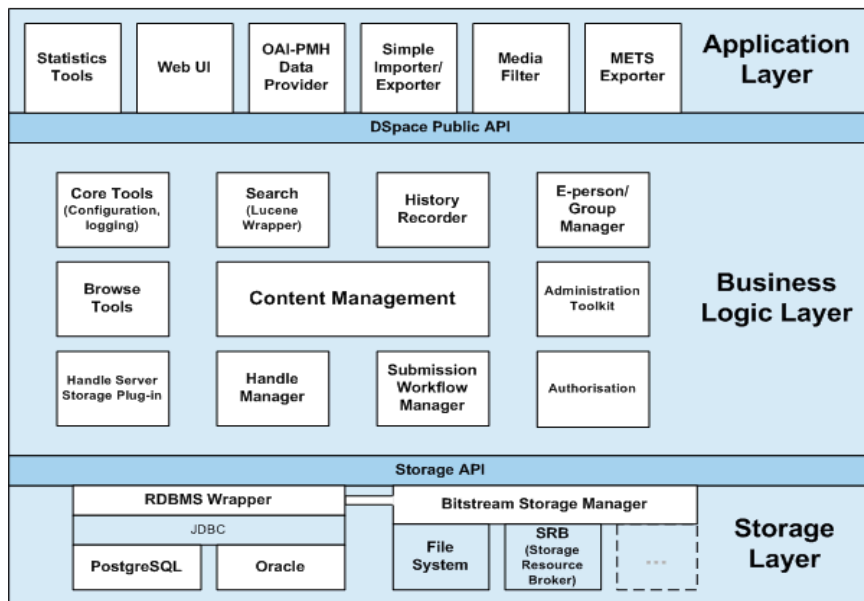 Statistics
Tools
Web UI
OAI-PMH
Data
Provider
Simple
Importer/
Exporter
Media
Filter
METS
Exporter
Application
Layer
DSpace Public API
Core Tools
(Configuration,
logging)
Search
(Lucene
Wrapper)
History
Recorder
E-person/
Group
Manager
Browse
Tools
Content Management
Administration
Toolkit
Business
Logic Layer
Handle Server
Storage Plug-in
Handle
Manager
Submission
Workflow
Manager
Authorisation
Storage API
RDBMS Wrapper
JDBC
PostgreSQL
Oracle
Bitstream Storage Manager
File
System
SRB
(Storage
Resource
Broker)
...
Storage
Layer